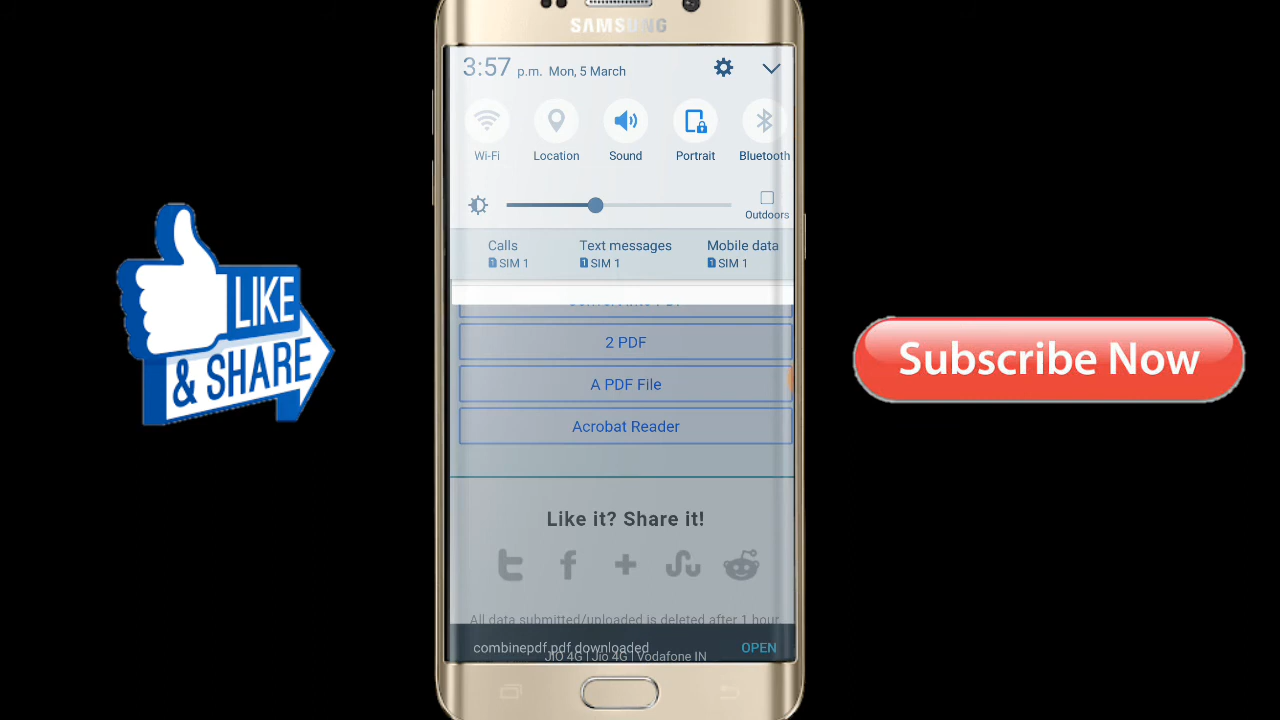 SAMSUNG
3:57 p.m. Mon, 5 March
Wi-Fi Location Sound Portrait Bluetooth
Outdoors
Calls Text messages Mobile data
1 SIM 1 1 SIM 1 1 SIM 1
2 PDF
A PDF File
Acrobat Reader
Like it? Share it!
All data submitted/uploaded is deleted after 1 hour
combinepdf.pdf downloaded OPEN
JIO 4G | Jio 4G | Vodafone IN
LIKE
& SHARE
Subscribe Now